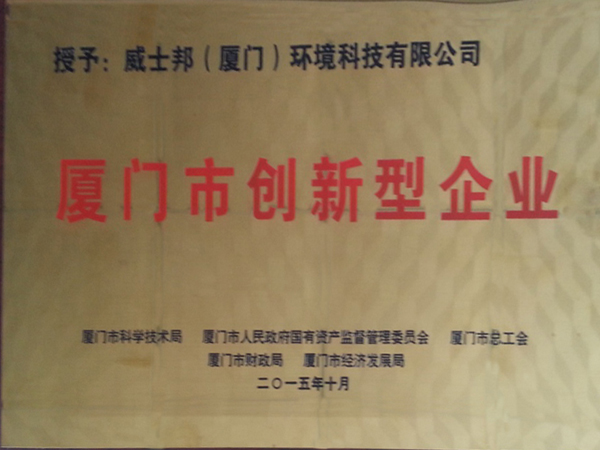 授予：威士邦（厦门）环境科技有限公司
厦门市创新型企业
厦门市科学技术局 厦门市人民政府国有资产监督管理委员会 厦门市总工会
厦门市财政局 厦门市经济发展局
二〇一五年十月